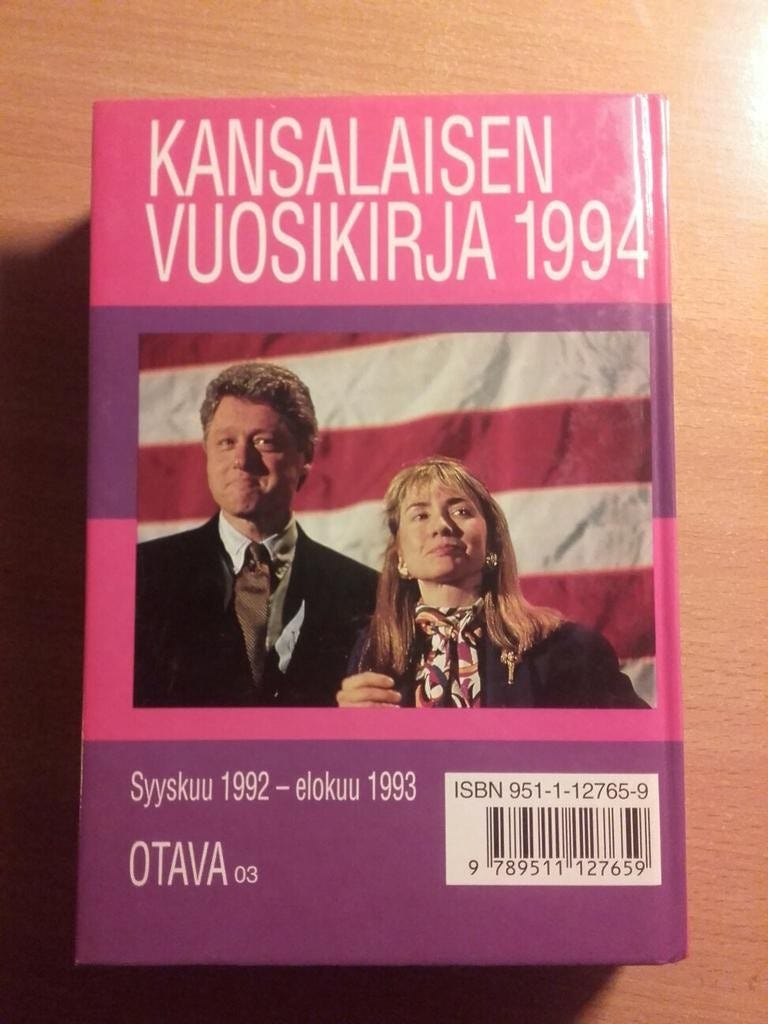 KANSALAISEN
VUOSIKIRJA 1994
Syyskuu 1992 – elokuu 1993
ISBN 951-1-12765-9
OTAVA 03
9 789511 127659